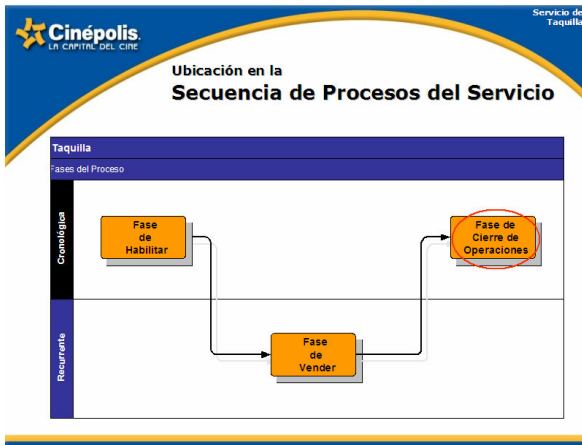 Servicio de
Taquilla
Cinépolis.
LA CAPITAL DEL CINE
Ubicación en la
Secuencia de Procesos del Servicio
Taquilla
Fases del Proceso
Cronológica
Fase
de
Habilitar
Fase de
Cierre de
Operaciones
Recurrente
Fase
de
Vender